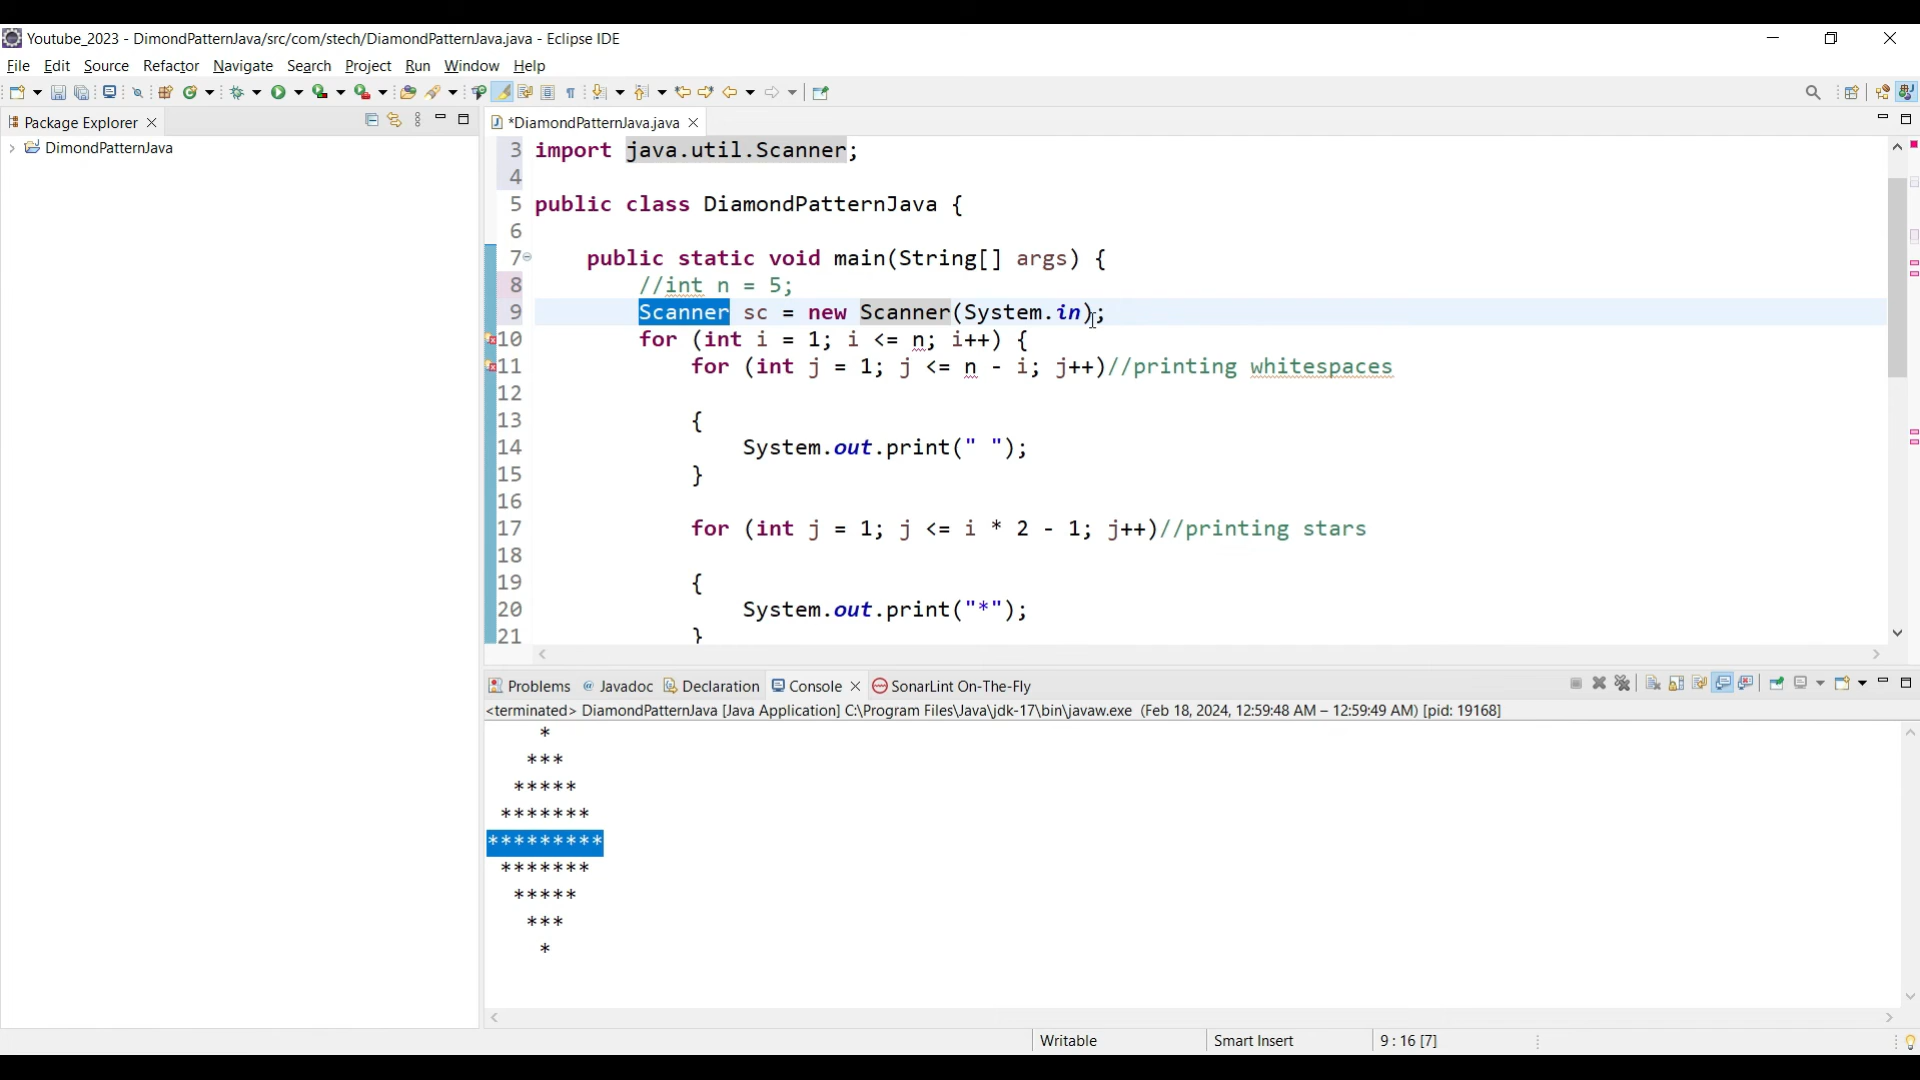 Youtube_2023 - DimondPatternJava/src/com/stech/DiamondPatternJava.java - Eclipse IDE
File Edit Source Refactor Navigate Search Project Run Window Help
Package Explorer
*DiamondPatternJava.java
DimondPatternJava
3 import java.util.Scanner;
4
5 public class DiamondPatternJava {
6
7 public static void main(String[] args) {
8 //int n = 5;
9 Scanner sc = new Scanner(System.in);
10 for (int i = 1; i <= n; i++) {
11 for (int j = 1; j <= n - i; j++)//printing whitespaces
12
13 {
14 System.out.print(" ");
15 }
16
17 for (int j = 1; j <= i * 2 - 1; j++)//printing stars
18
19 {
20 System.out.print("*");
21 }
Problems Javadoc Declaration Console SonarLint On-The-Fly
<terminated> DiamondPatternJava [Java Application] C:\Program Files\Java\jdk-17\bin\javaw.exe (Feb 18, 2024, 12:59:48 AM – 12:59:49 AM) [pid: 19168]
*
***
*****
*******
*********
*******
*****
***
*
Writable Smart Insert 9 : 16 [7]